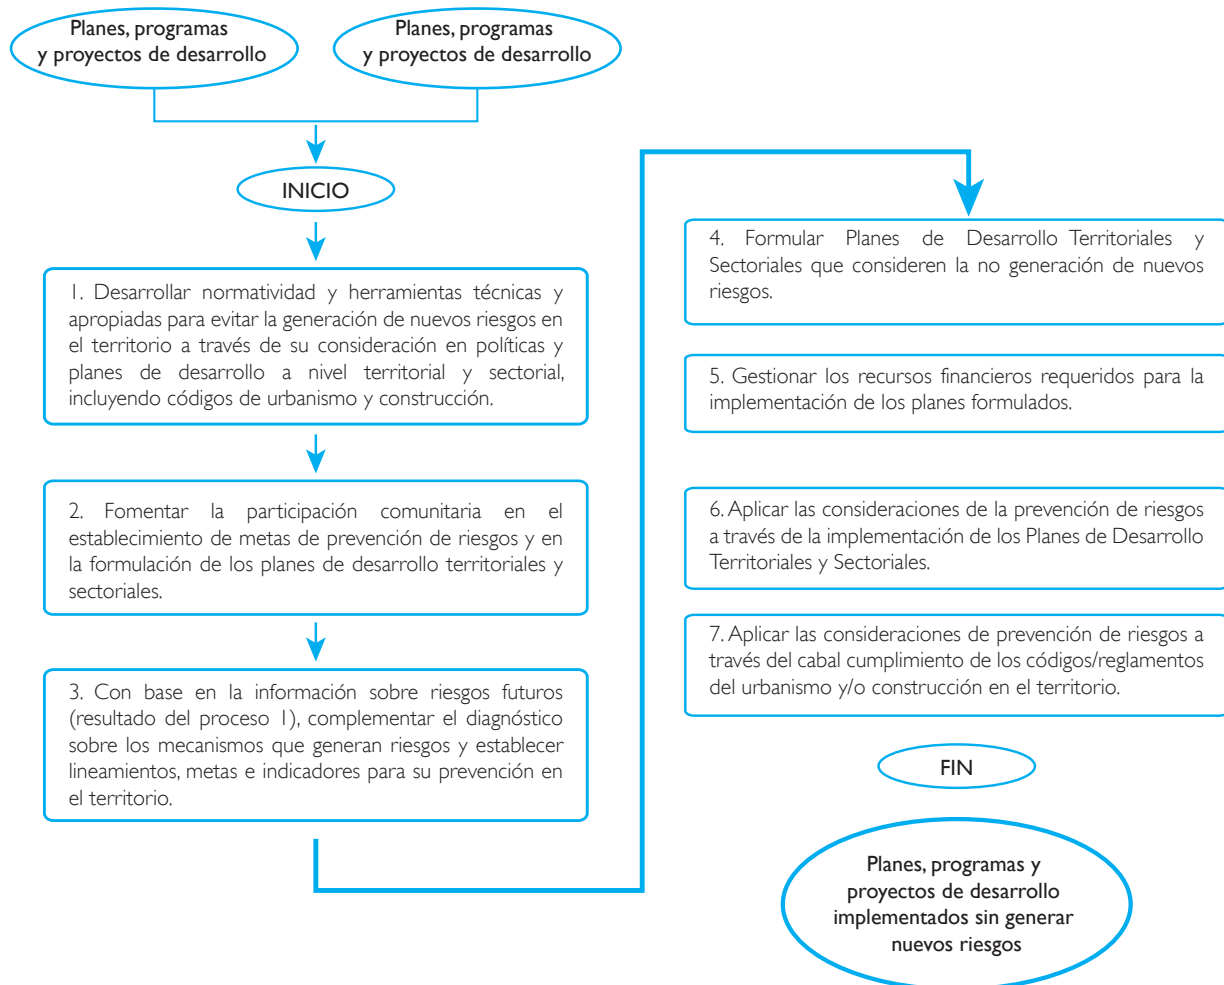 Planes, programas
y proyectos de desarrollo
Planes, programas
y proyectos de desarrollo
INICIO
1. Desarrollar normatividad y herramientas técnicas y
apropiadas para evitar la generación de nuevos riesgos en
el territorio a través de su consideración en políticas y
planes de desarrollo a nivel territorial y sectorial,
incluyendo códigos de urbanismo y construcción.
2. Fomentar la participación comunitaria en el
establecimiento de metas de prevención de riesgos y en
la formulación de los planes de desarrollo territoriales y
sectoriales.
3. Con base en la información sobre riesgos futuros
(resultado del proceso 1), complementar el diagnóstico
sobre los mecanismos que generan riesgos y establecer
lineamientos, metas e indicadores para su prevención en
el territorio.
4. Formular Planes de Desarrollo Territoriales y
Sectoriales que consideren la no generación de nuevos
riesgos.
5. Gestionar los recursos financieros requeridos para la
implementación de los planes formulados.
6. Aplicar las consideraciones de la prevención de riesgos
a través de la implementación de los Planes de Desarrollo
Territoriales y Sectoriales.
7. Aplicar las consideraciones de prevención de riesgos a
través del cabal cumplimiento de los códigos/reglamentos
del urbanismo y/o construcción en el territorio.
FIN
Planes, programas y
proyectos de desarrollo
implementados sin generar
nuevos riesgos